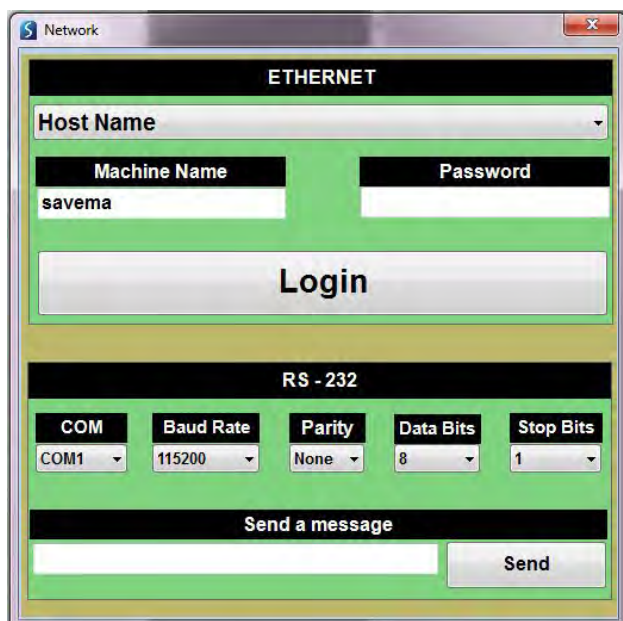 Network
ETHERNET
Host Name
Machine Name Password
savema
Login
RS - 232
COM Baud Rate Parity Data Bits Stop Bits
COM1 115200 None 8 1
Send a message
Send